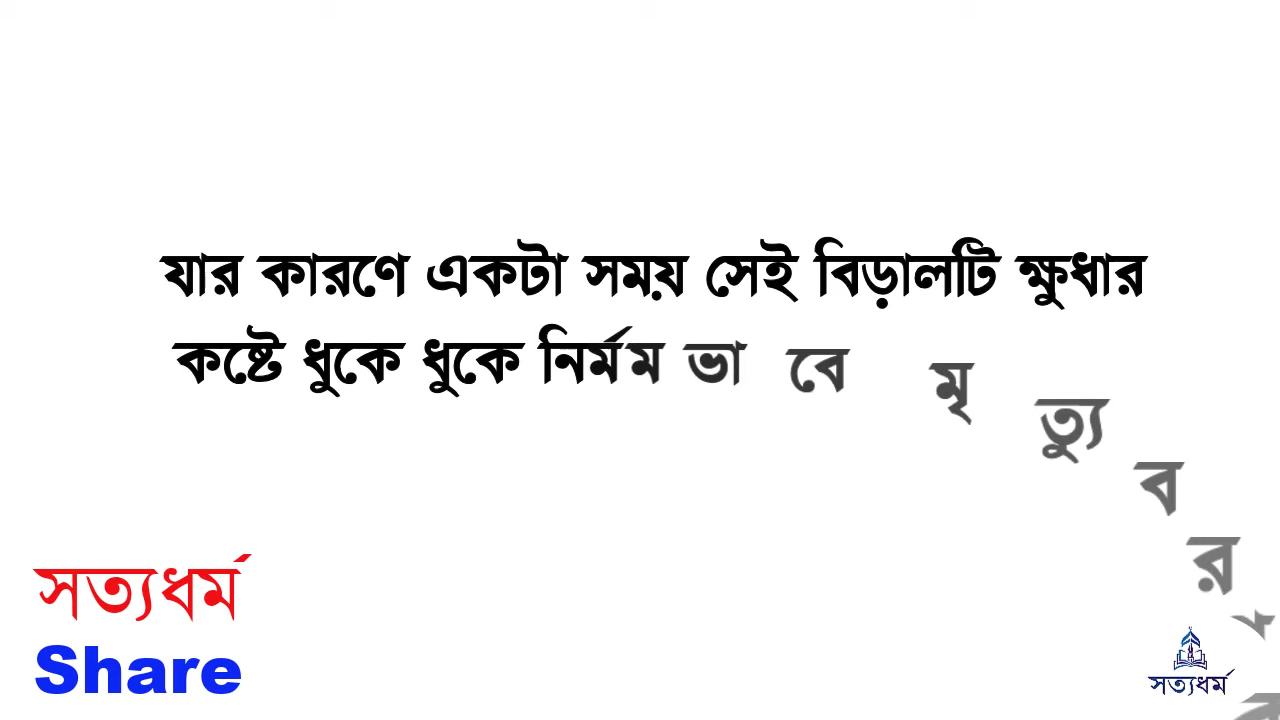 যার কারণে একটা সময় সেই বিড়ালটি ক্ষুধার
কষ্টে ধুকে ধুকে নির্মম ভাবে মৃত্যু বর
সত্যধর্ম
Share
সত্যধর্ম